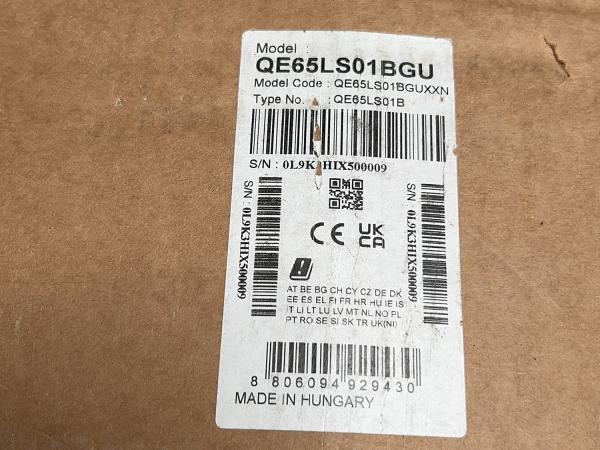 Model :
QE65LS01BGU
Model Code : QE65LS01BGUXXN
Type No. : QE65LS01B
S/N : 0L9K3HIX500009
S/N : 0L9K3HIX500009
S/N : 0L9K3HIX500009
CE UK CA
AT BE BG CH CY CZ DE DK
EE ES EL FI FR HR HU IE IS
IT LI LT LU LV MT NL NO PL
PT RO SE SI SK TR UK(NI)
8 806094 929430
MADE IN HUNGARY